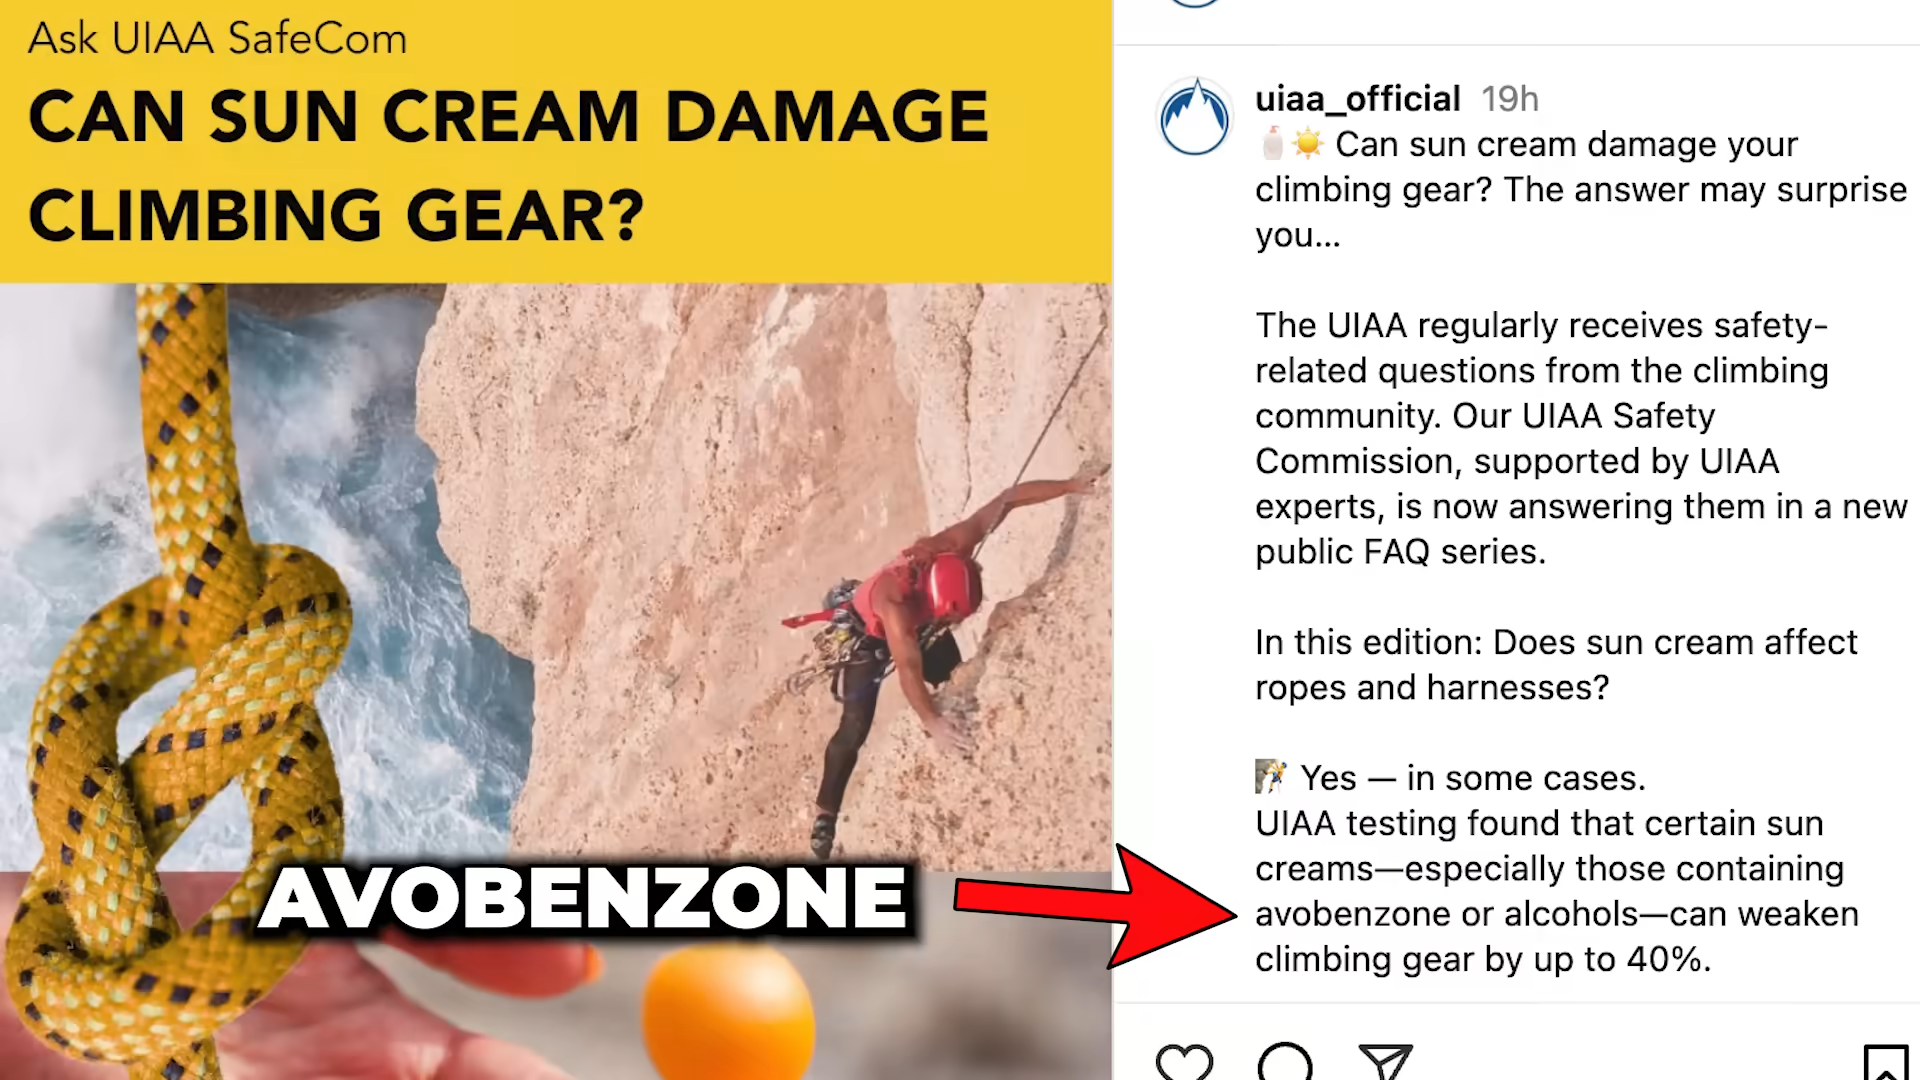 Ask UIAA SafeCom
CAN SUN CREAM DAMAGE
CLIMBING GEAR?
AVOBENZONE
uiaa_official 19h
🧴☀️ Can sun cream damage your
climbing gear? The answer may surprise
you...
The UIAA regularly receives safety-
related questions from the climbing
community. Our UIAA Safety
Commission, supported by UIAA
experts, is now answering them in a new
public FAQ series.
In this edition: Does sun cream affect
ropes and harnesses?
🧗 Yes — in some cases.
UIAA testing found that certain sun
creams—especially those containing
avobenzone or alcohols—can weaken
climbing gear by up to 40%.